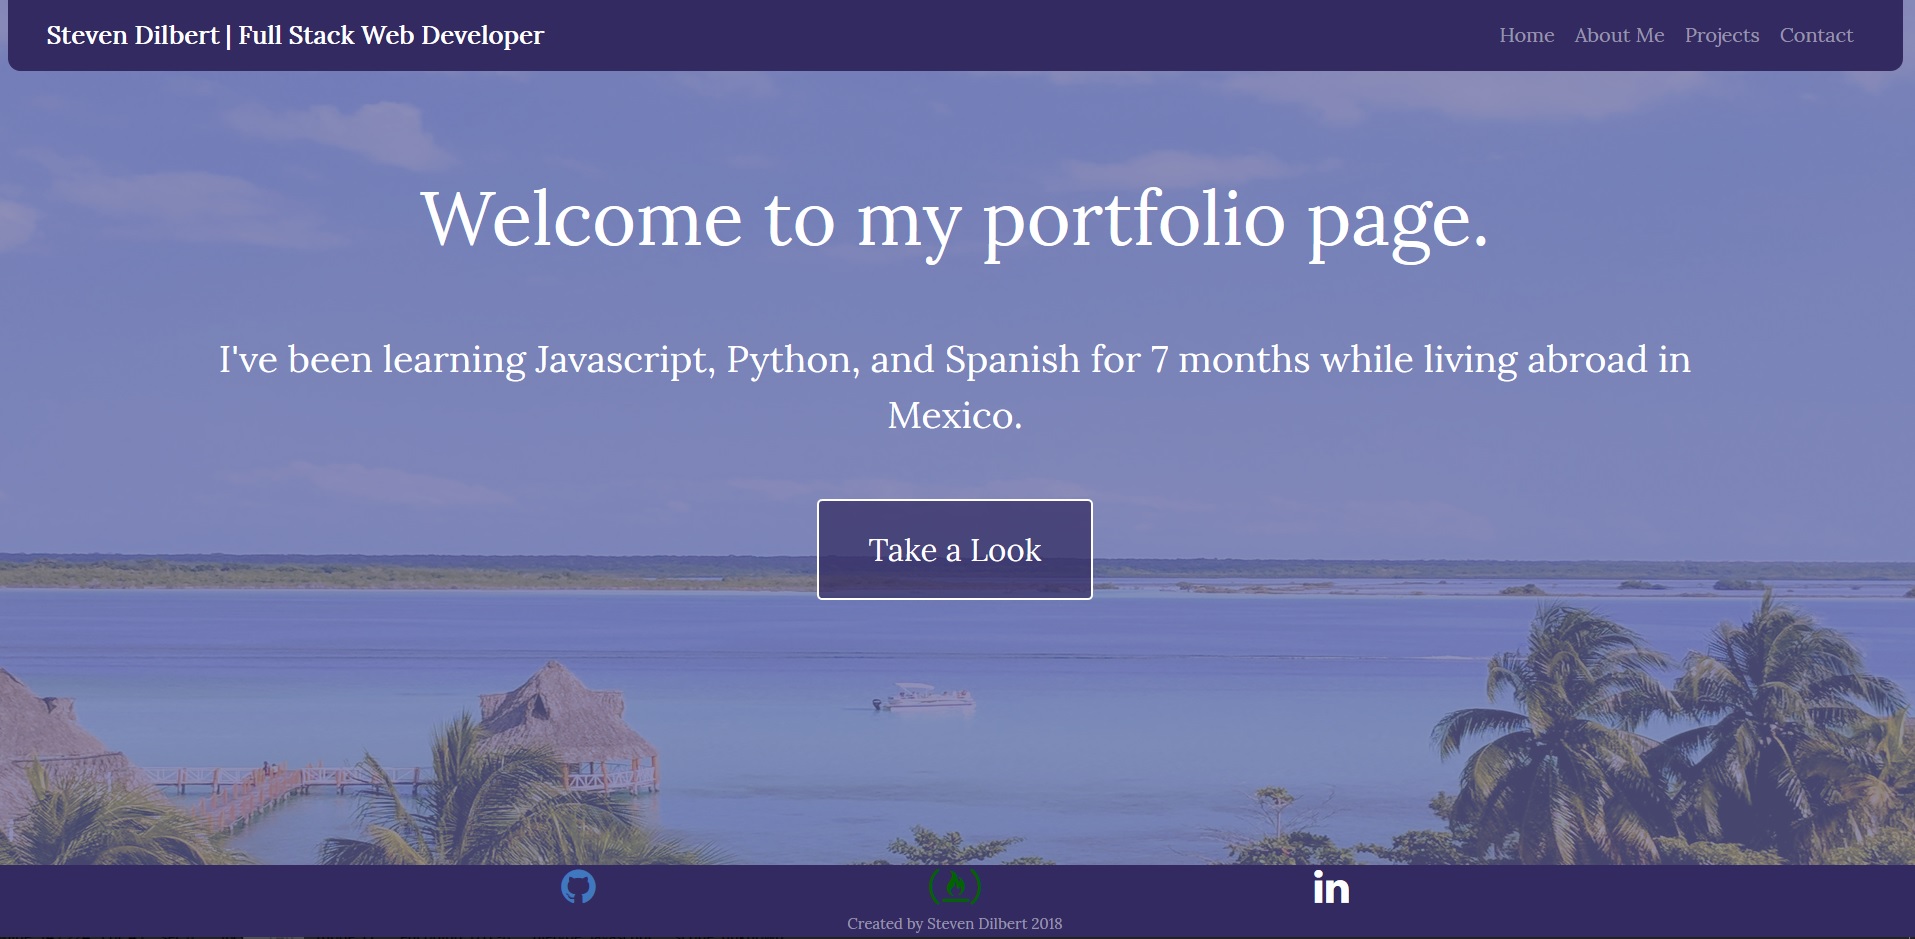 Steven Dilbert | Full Stack Web Developer
Home About Me Projects Contact
Welcome to my portfolio page.
I've been learning Javascript, Python, and Spanish for 7 months while living abroad in
Mexico.
Take a Look
in
Created by Steven Dilbert 2018